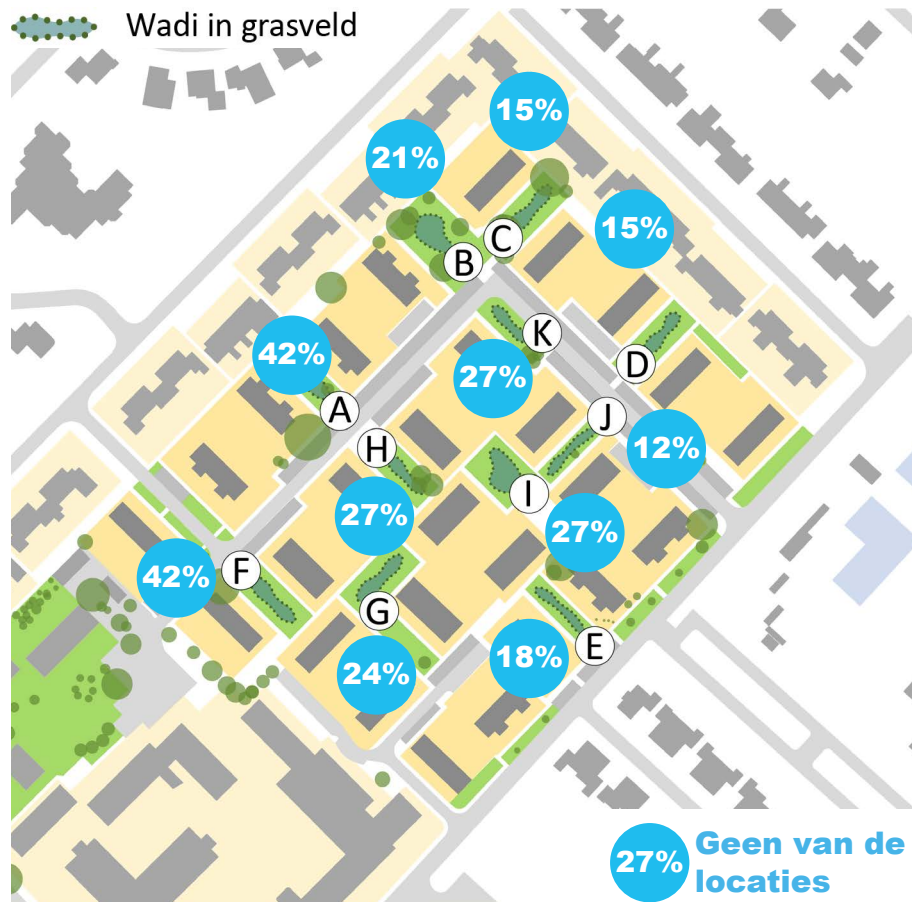 Wadi in grasveld
15%
21%
15%
C
B
K
42%
D
27%
A
J
H
12%
I
27%
27%
F
42%
G
E
18%
24%
27%
Geen van de
locaties